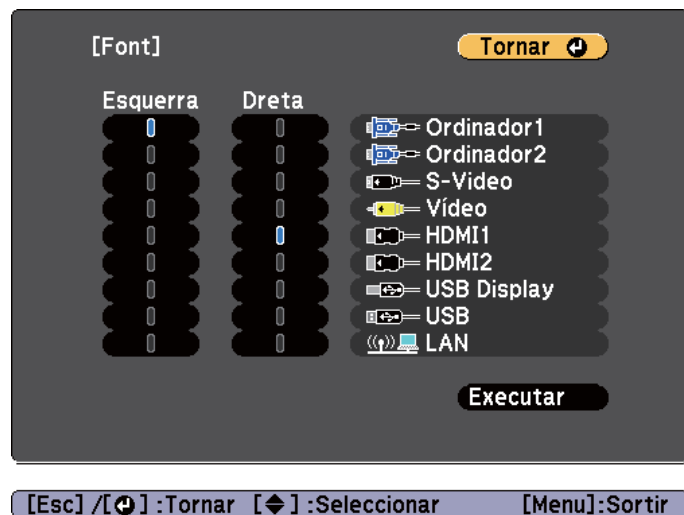 [Font]
Tornar
Esquerra Dreta
Ordinador1
Ordinador2
S-Video
Vídeo
HDMI1
HDMI2
USB Display
USB
LAN
Executar
[Esc] /[ ] :Tornar [ ] :Seleccionar [Menu]:Sortir